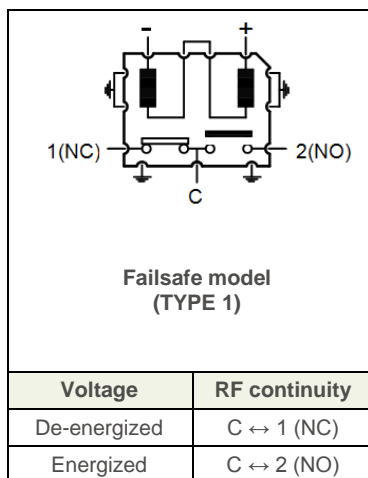 - +
1(NC) 2(NO)
C
Failsafe model
(TYPE 1)
Voltage RF continuity
De-energized C ↔ 1 (NC)
Energized C ↔ 2 (NO)